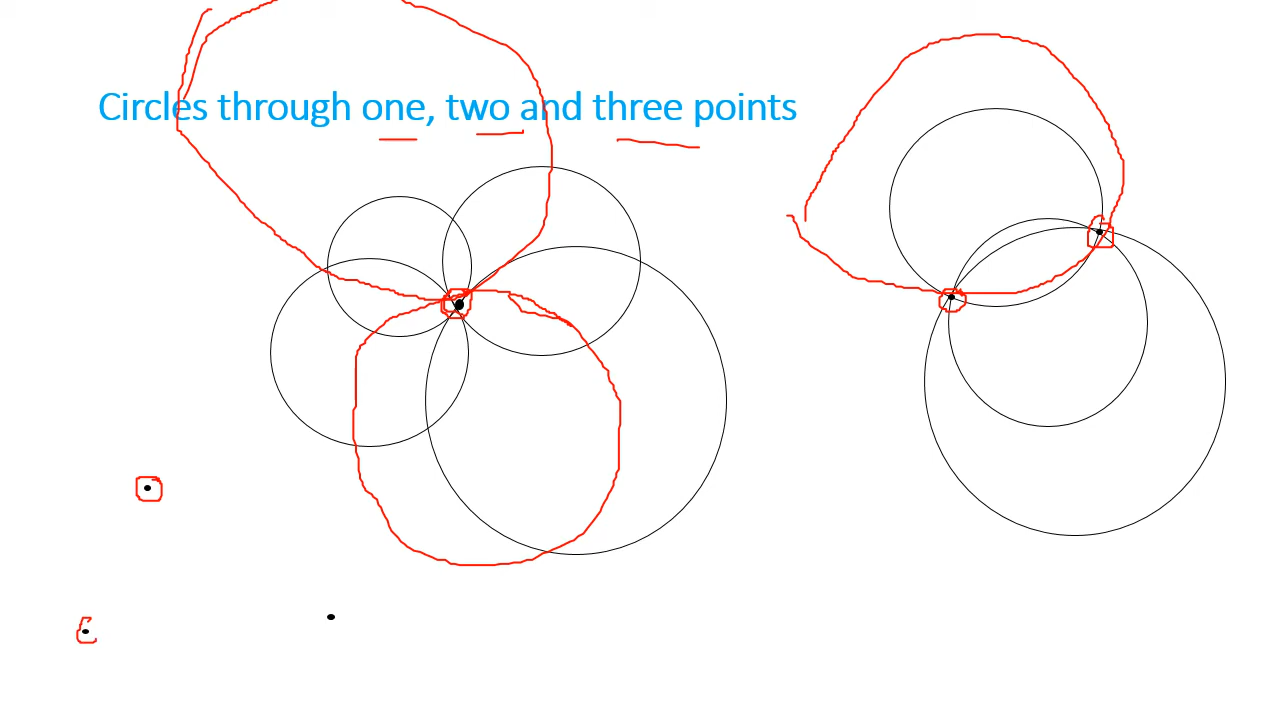 Circles through one, two and three points